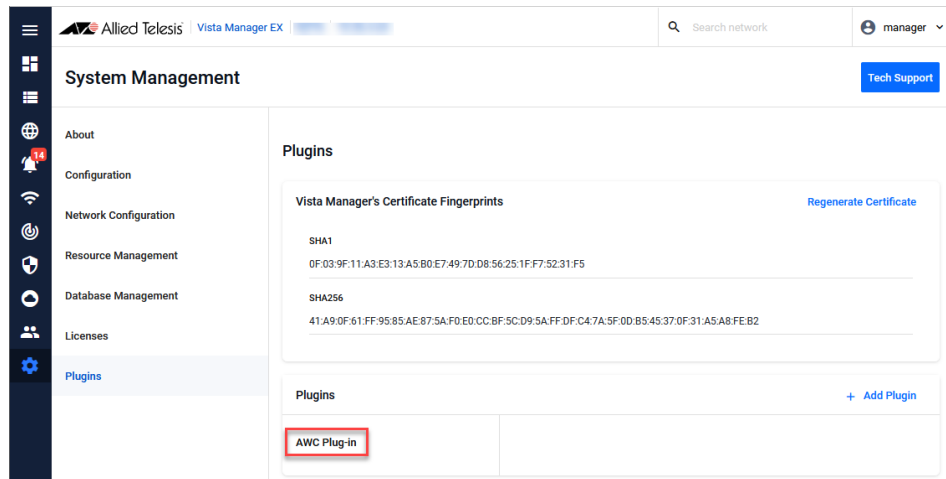 Allied Telesis Vista Manager EX Search network manager
System Management Tech Support
14
About
Configuration
Network Configuration
Resource Management
Database Management
Licenses
Plugins
Plugins
Vista Manager's Certificate Fingerprints Regenerate Certificate
SHA1
0F:03:9F:11:A3:E3:13:A5:B0:E7:49:7D:D8:56:25:1F:F7:52:31:F5
SHA256
41:A9:0F:61:FF:95:85:AE:87:5A:F0:E0:CC:BF:5C:D9:5A:FF:DF:C4:7A:5F:0D:B5:45:37:0F:31:A5:A8:FE:B2
Plugins + Add Plugin
AWC Plug-in